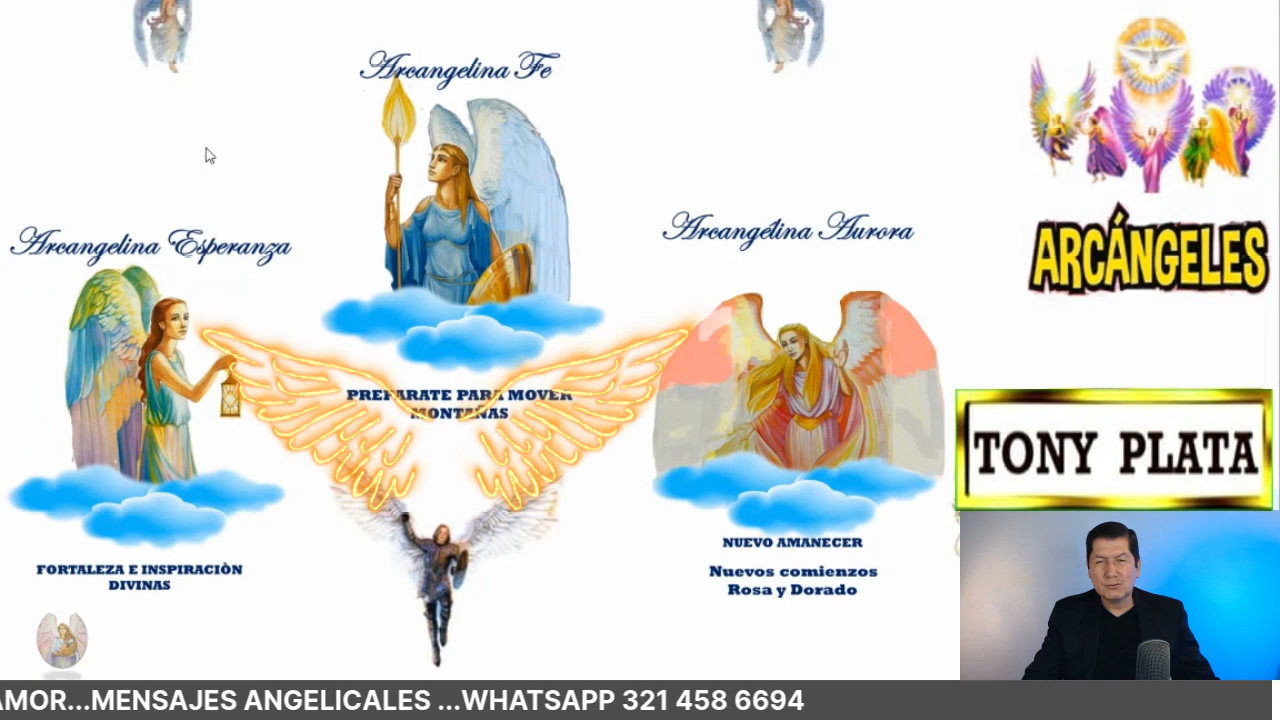 Arcangelina Fe
Arcangelina Esperanza
Arcangelina Aurora
ARCÁNGELES
PREPARATE PARA MOVER
MONTAÑAS
TONY PLATA
NUEVO AMANECER
Nuevos comienzos
Rosa y Dorado
FORTALEZA E INSPIRACIÒN
DIVINAS
AMOR...MENSAJES ANGELICALES ...WHATSAPP 321 458 6694